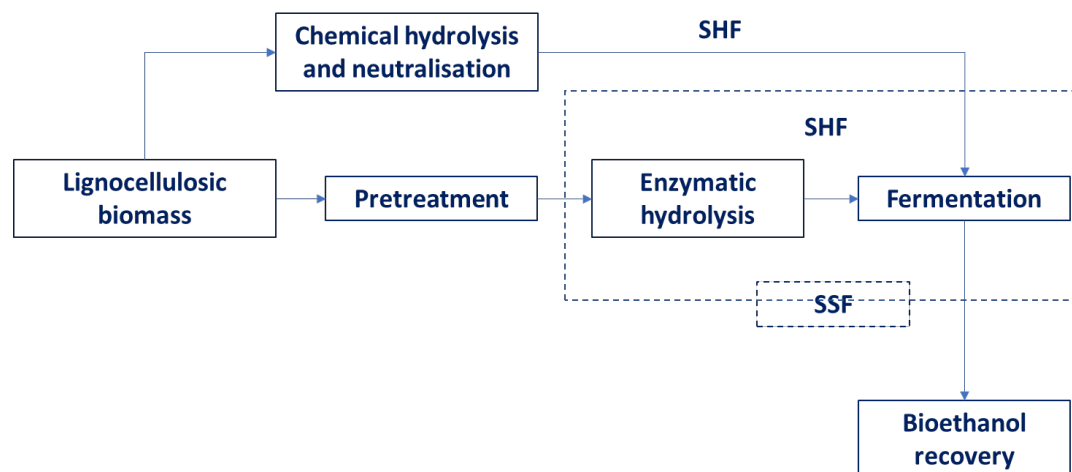 Chemical hydrolysis
and neutralisation
SHF
SHF
Lignocellulosic
biomass
Pretreatment
Enzymatic
hydrolysis
Fermentation
SSF
Bioethanol
recovery